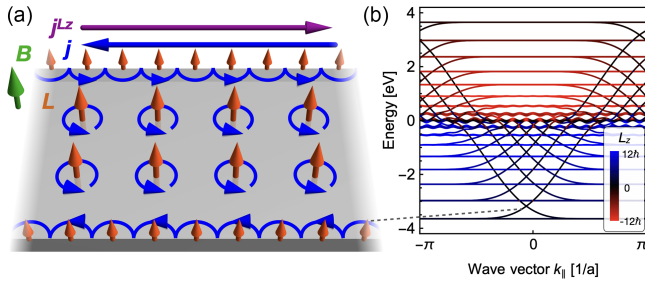 (a)
j^{Lz}
j
B
L
(b)
Energy [eV]
4
2
0
−2
−4
L_z
12ℏ
0
-12ℏ
−π
0
π
Wave vector k_∥ [1/a]